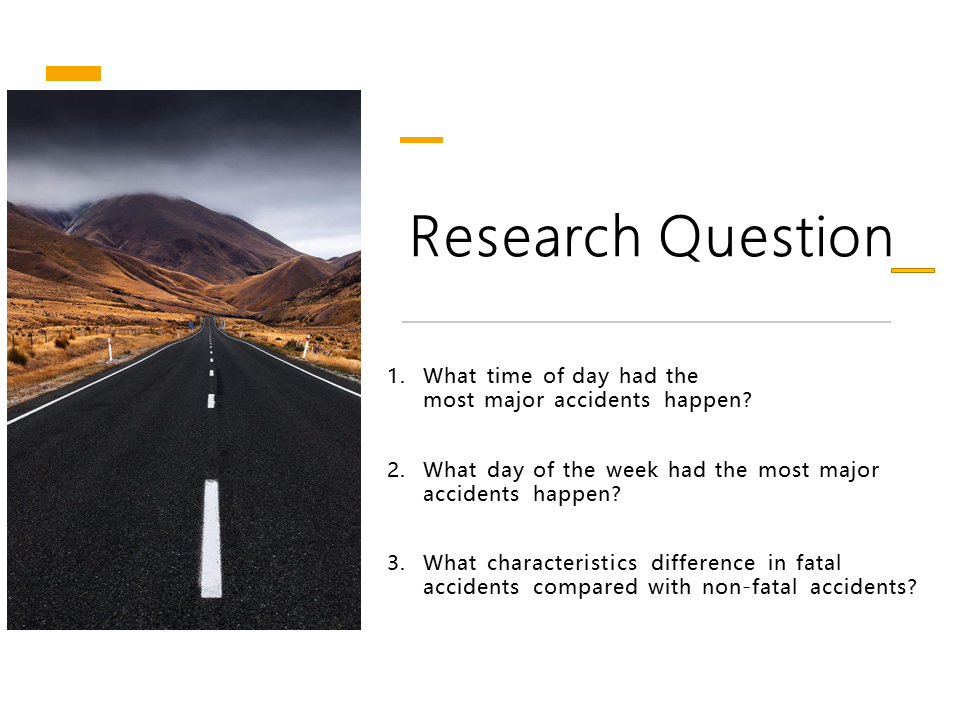 Research Question
1. What time of day had the
most major accidents happen?
2. What day of the week had the most major
accidents happen?
3. What characteristics difference in fatal
accidents compared with non-fatal accidents?